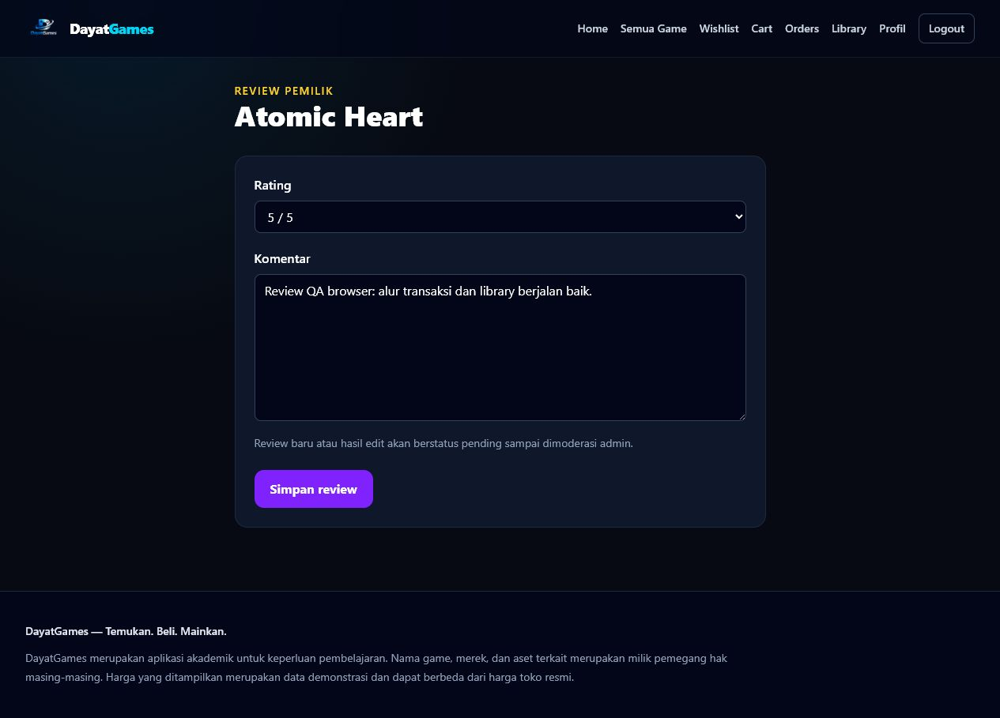 DayatGames
DayatGames
Home
Semua Game
Wishlist
Cart
Orders
Library
Profil
Logout
REVIEW PEMILIK
Atomic Heart
Rating
5 / 5
Komentar
Review QA browser: alur transaksi dan library berjalan baik.
Review baru atau hasil edit akan berstatus pending sampai dimoderasi admin.
Simpan review
DayatGames — Temukan. Beli. Mainkan.
DayatGames merupakan aplikasi akademik untuk keperluan pembelajaran. Nama game, merek, dan aset terkait merupakan milik pemegang hak
masing-masing. Harga yang ditampilkan merupakan data demonstrasi dan dapat berbeda dari harga toko resmi.